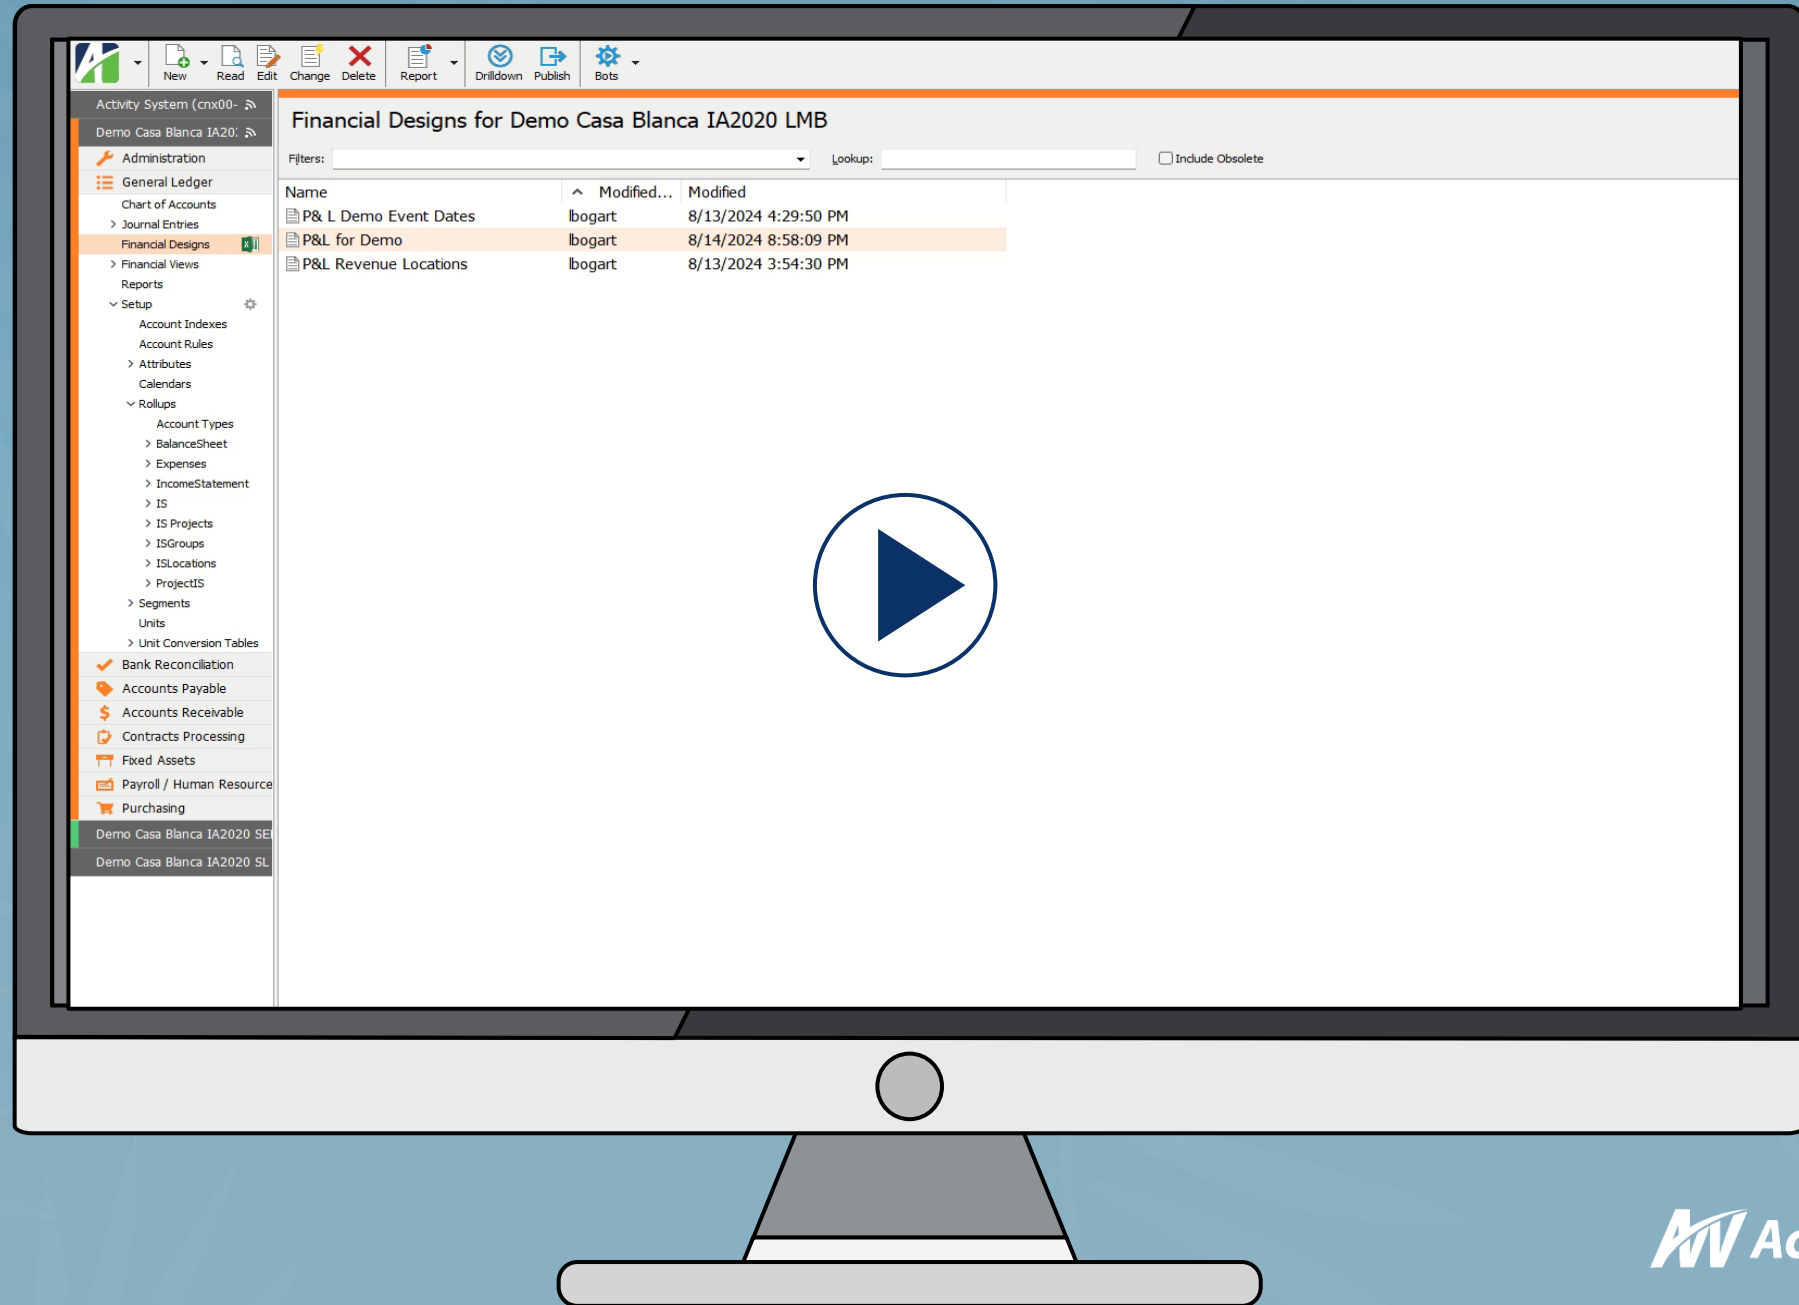 New Read Edit Change Delete Report Drilldown Publish Bots
Activity System (cnx00-
Demo Casa Blanca IA20:
Administration
General Ledger
Chart of Accounts
Journal Entries
Financial Designs
Financial Views
Reports
Setup
Account Indexes
Account Rules
Attributes
Calendars
Rollups
Account Types
BalanceSheet
Expenses
IncomeStatement
IS
IS Projects
ISGroups
ISLocations
ProjectIS
Segments
Units
Unit Conversion Tables
Bank Reconciliation
Accounts Payable
Accounts Receivable
Contracts Processing
Fixed Assets
Payroll / Human Resource
Purchasing
Demo Casa Blanca IA2020 SE
Demo Casa Blanca IA2020 SL
Financial Designs for Demo Casa Blanca IA2020 LMB
Filters: Lookup: Include Obsolete
Name Modified... Modified
P& L Demo Event Dates lbogart 8/13/2024 4:29:50 PM
P&L for Demo lbogart 8/14/2024 8:58:09 PM
P&L Revenue Locations lbogart 8/13/2024 3:54:30 PM
Ac